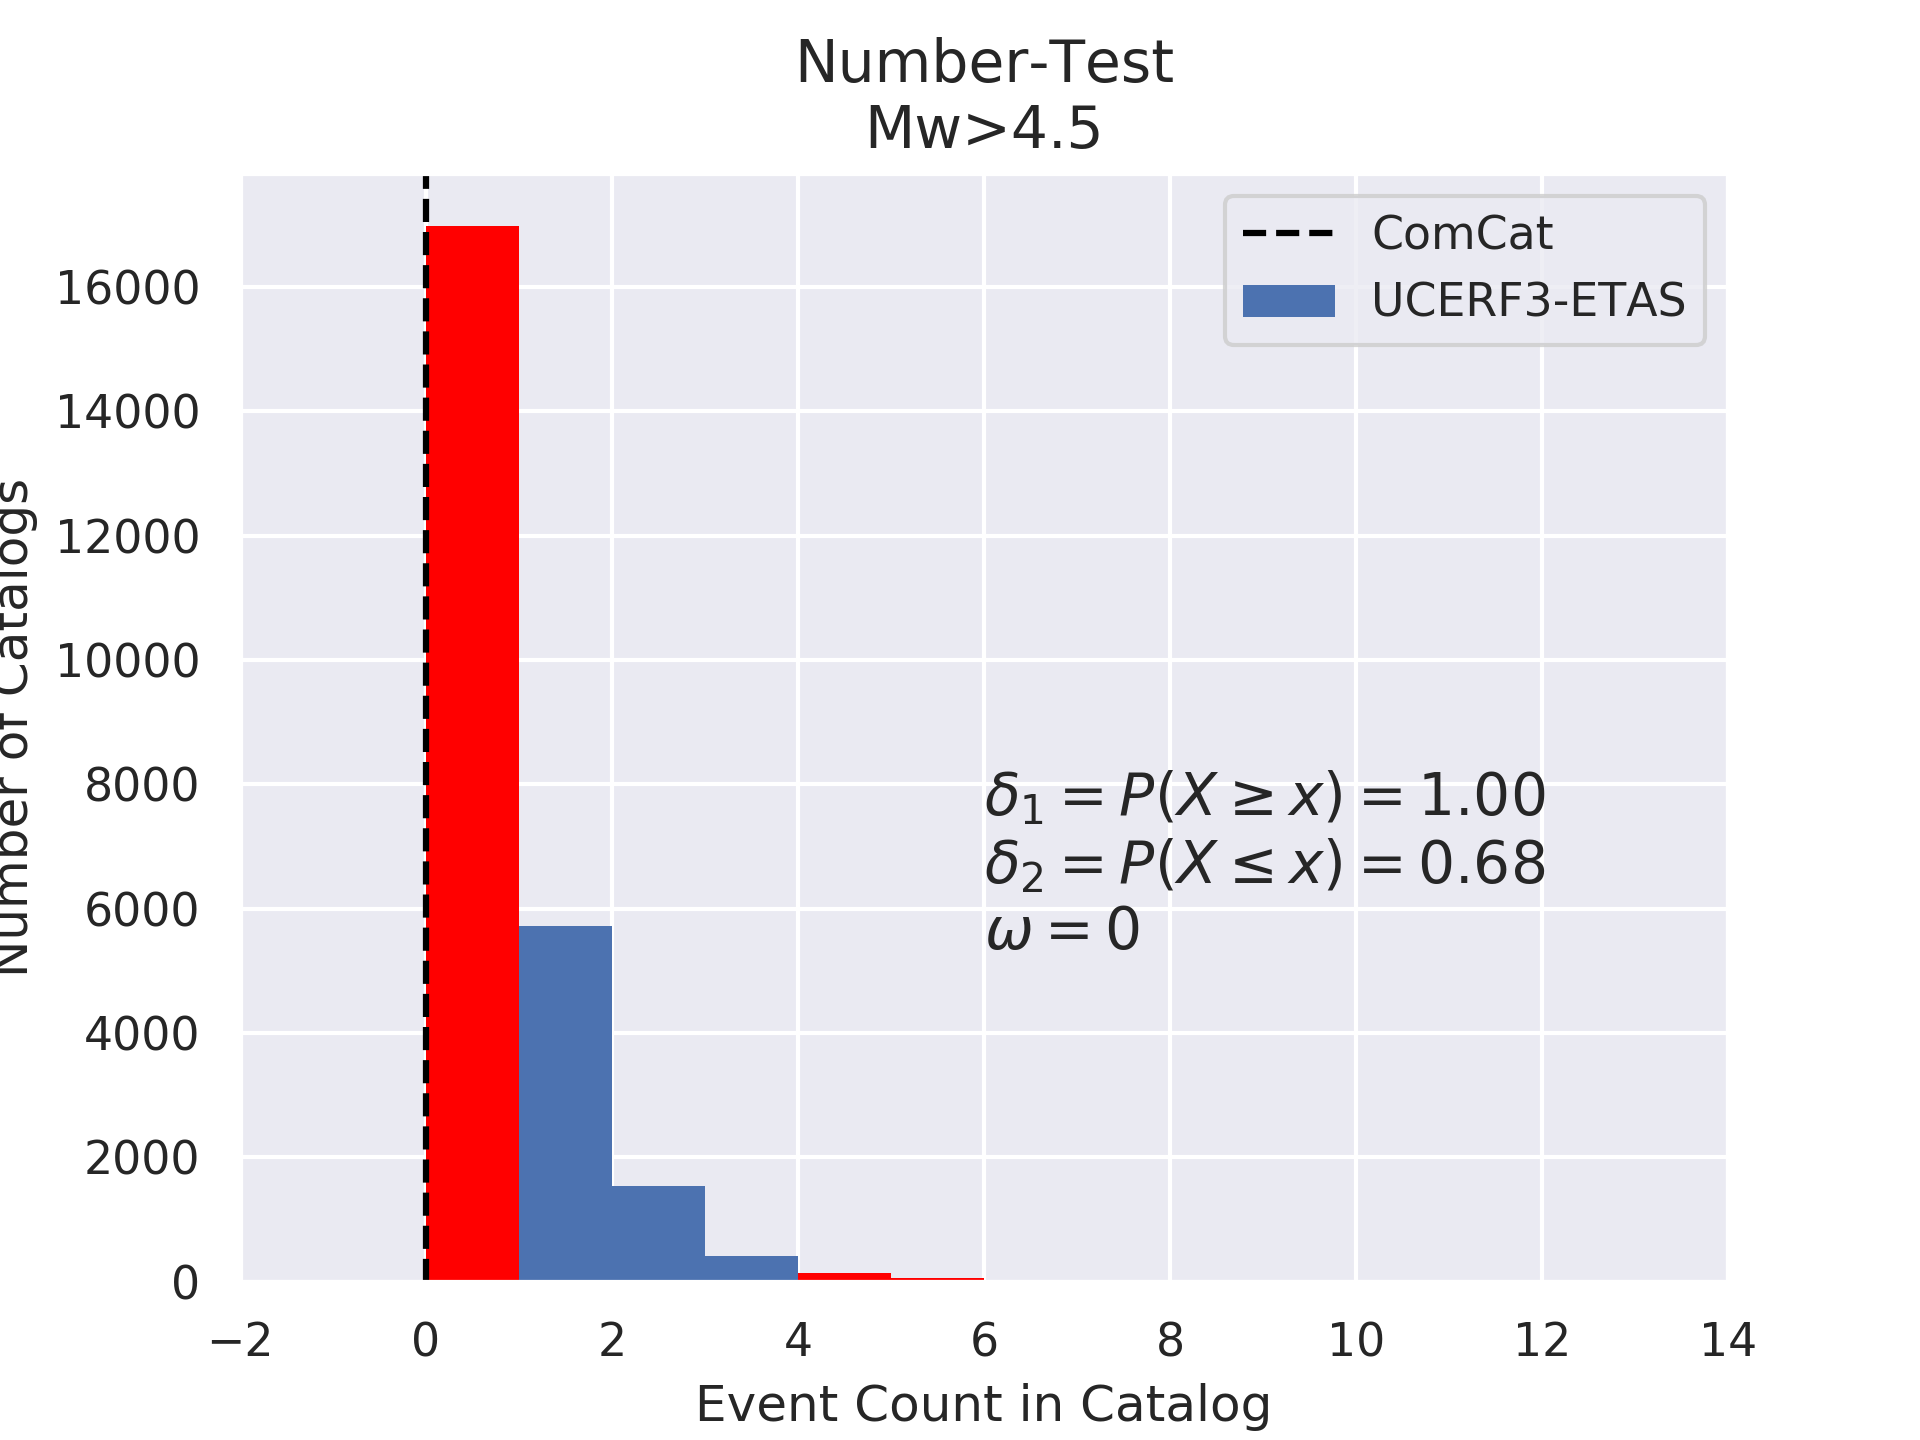 Number-Test
Mw>4.5
ComCat
UCERF3-ETAS
16000
14000
12000
10000
8000
6000
4000
2000
0
Number of Catalogs
δ₁ = P(X ≥ x) = 1.00
δ₂ = P(X ≤ x) = 0.68
ω = 0
−2 0 2 4 6 8 10 12 14
Event Count in Catalog